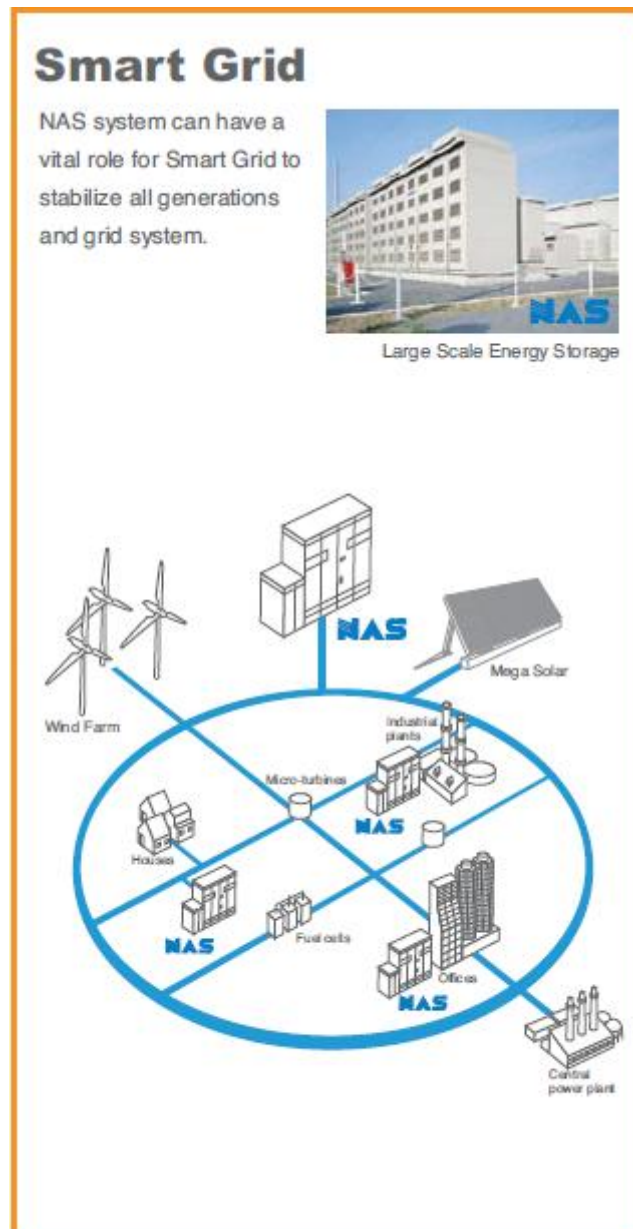 Smart Grid
NAS system can have a
vital role for Smart Grid to
stabilize all generations
and grid system.
NAS
Large Scale Energy Storage
NAS
Mega Solar
Wind Farm
Industrial
plants
Micro-turbines
NAS
Houses
NAS
Fuel cells
Offices
NAS
Central
power plant